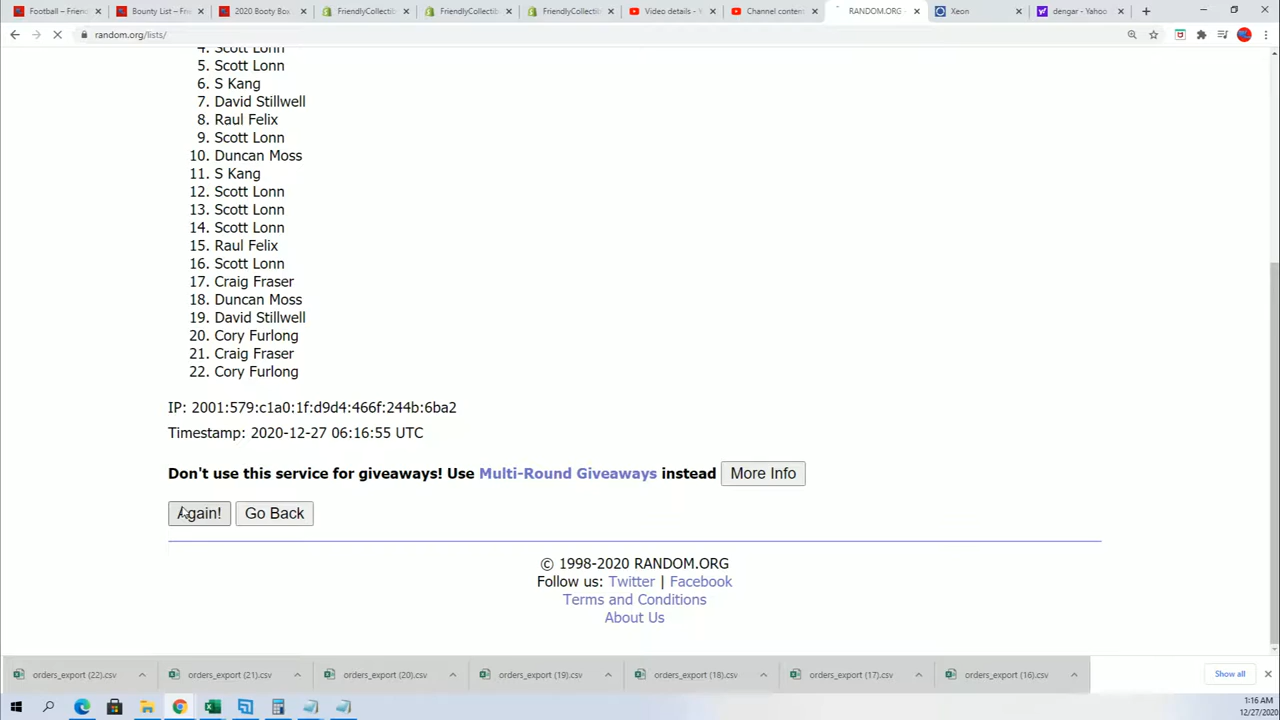 Football – Frien
Bounty List – Frie
2020 Booty Box
FriendlyCollectib
FriendlyCollectib
FriendlyCollectib
Video details - Y
Channel content
RANDOM.ORG -
Xeon
dengar - Yahoo
random.org/lists/
4. Scott Lonn
5. Scott Lonn
6. S Kang
7. David Stillwell
8. Raul Felix
9. Scott Lonn
10. Duncan Moss
11. S Kang
12. Scott Lonn
13. Scott Lonn
14. Scott Lonn
15. Raul Felix
16. Scott Lonn
17. Craig Fraser
18. Duncan Moss
19. David Stillwell
20. Cory Furlong
21. Craig Fraser
22. Cory Furlong
IP: 2001:579:c1a0:1f:d9d4:466f:244b:6ba2
Timestamp: 2020-12-27 06:16:55 UTC
Don't use this service for giveaways! Use Multi-Round Giveaways instead More Info
Again! Go Back
© 1998-2020 RANDOM.ORG
Follow us: Twitter | Facebook
Terms and Conditions
About Us
orders_export (22).csv
orders_export (21).csv
orders_export (20).csv
orders_export (19).csv
orders_export (18).csv
orders_export (17).csv
orders_export (16).csv
Show all
1:16 AM
12/27/2020